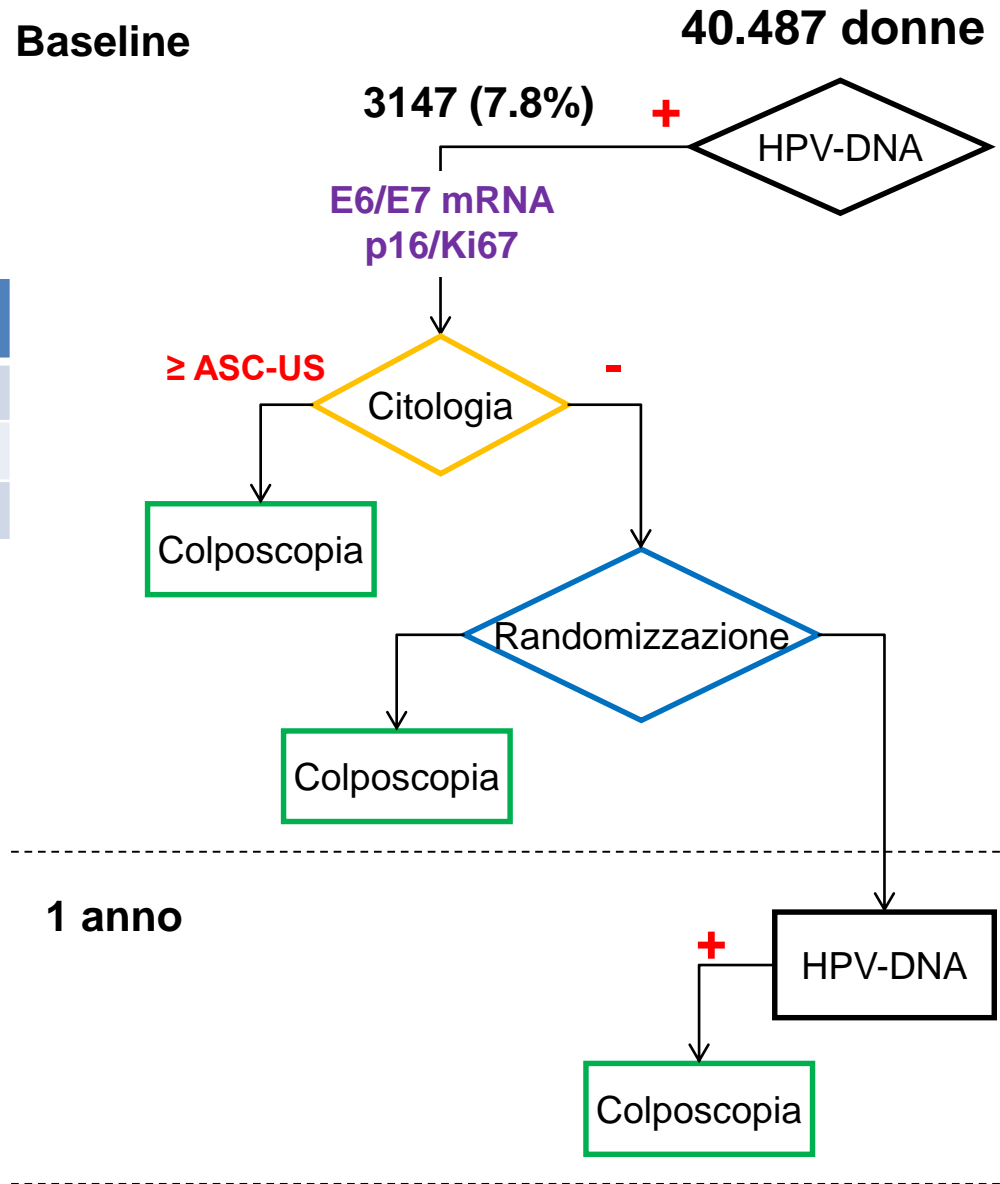 Baseline
40.487 donne
3147 (7.8%)
+
HPV-DNA
E6/E7 mRNA
p16/Ki67
≥ ASC-US
-
Citologia
Colposcopia
Randomizzazione
Colposcopia
1 anno
+
HPV-DNA
Colposcopia